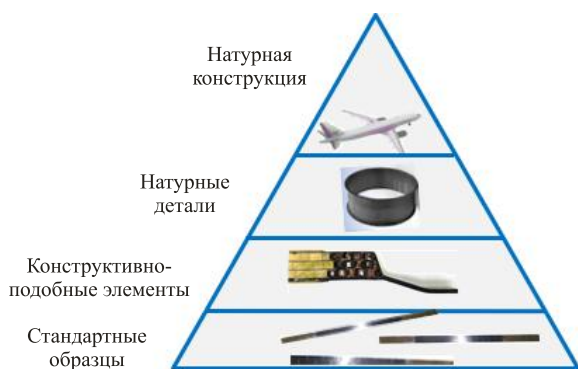 Натурная
конструкция
Натурные
детали
Конструктивно-
подобные элементы
Стандартные
образцы